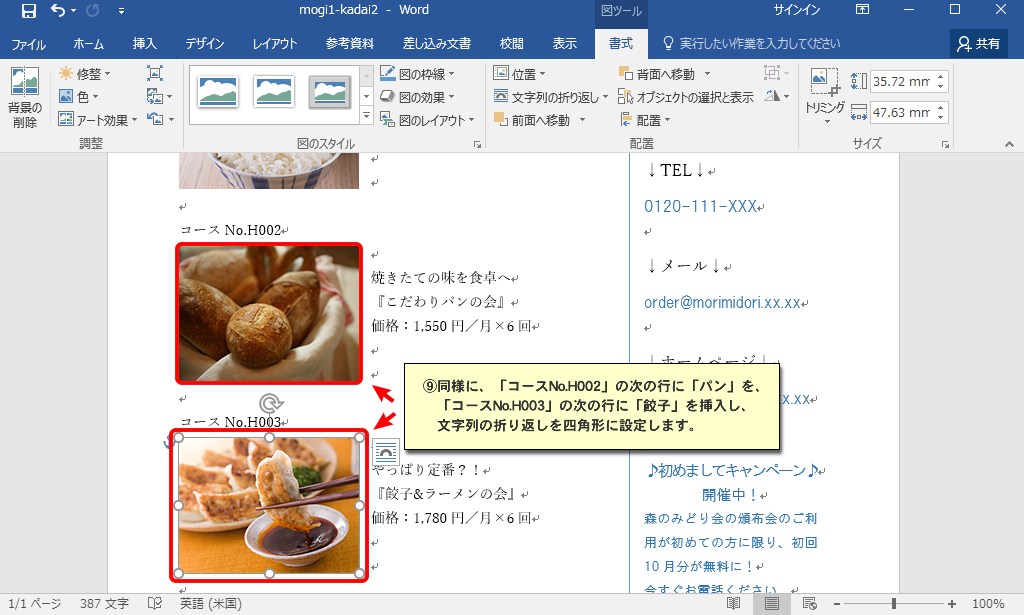 mogi1-kadai2 - Word
図ツール
サインイン
ファイル
ホーム
挿入
デザイン
レイアウト
参考資料
差し込み文書
校閲
表示
書式
実行したい作業を入力してください
共有
背景の
削除
修整
色
アート効果
調整
図の枠線
図の効果
図のレイアウト
図のスタイル
位置
文字列の折り返し
前面へ移動
背面へ移動
オブジェクトの選択と表示
配置
配置
トリミング
35.72 mm
47.63 mm
サイズ
コース No.H002
焼きたての味を食卓へ
『こだわりパンの会』
価格：1,550 円／月×6 回
コース No.H003
やっぱり定番？！
『餃子&ラーメンの会』
価格：1,780 円／月×6 回
↓TEL↓
0120-111-XXX
↓メール↓
order@morimidori.xx.xx
↓ホームページ↓
x.xx
⑨同様に、「コースNo.H002」の次の行に「パン」を、
「コースNo.H003」の次の行に「餃子」を挿入し、
文字列の折り返しを四角形に設定します。
♪初めましてキャンペーン♪
開催中！
森のみどり会の頒布会のご利
用が初めての方に限り、初回
10 月分が無料に！
今すぐお電話ください。
1/1 ページ
387 文字
英語 (米国)
100%